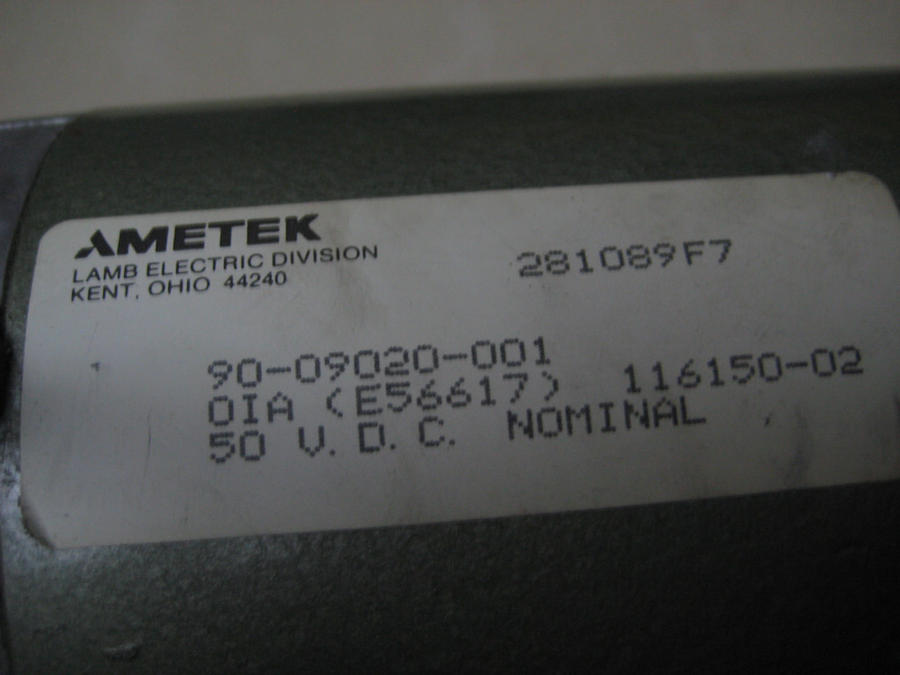 AMETEK
LAMB ELECTRIC DIVISION
KENT, OHIO 44240
281089F7
90-09020-001
OIA (E56617) 116150-02
50 V.D.C. NOMINAL